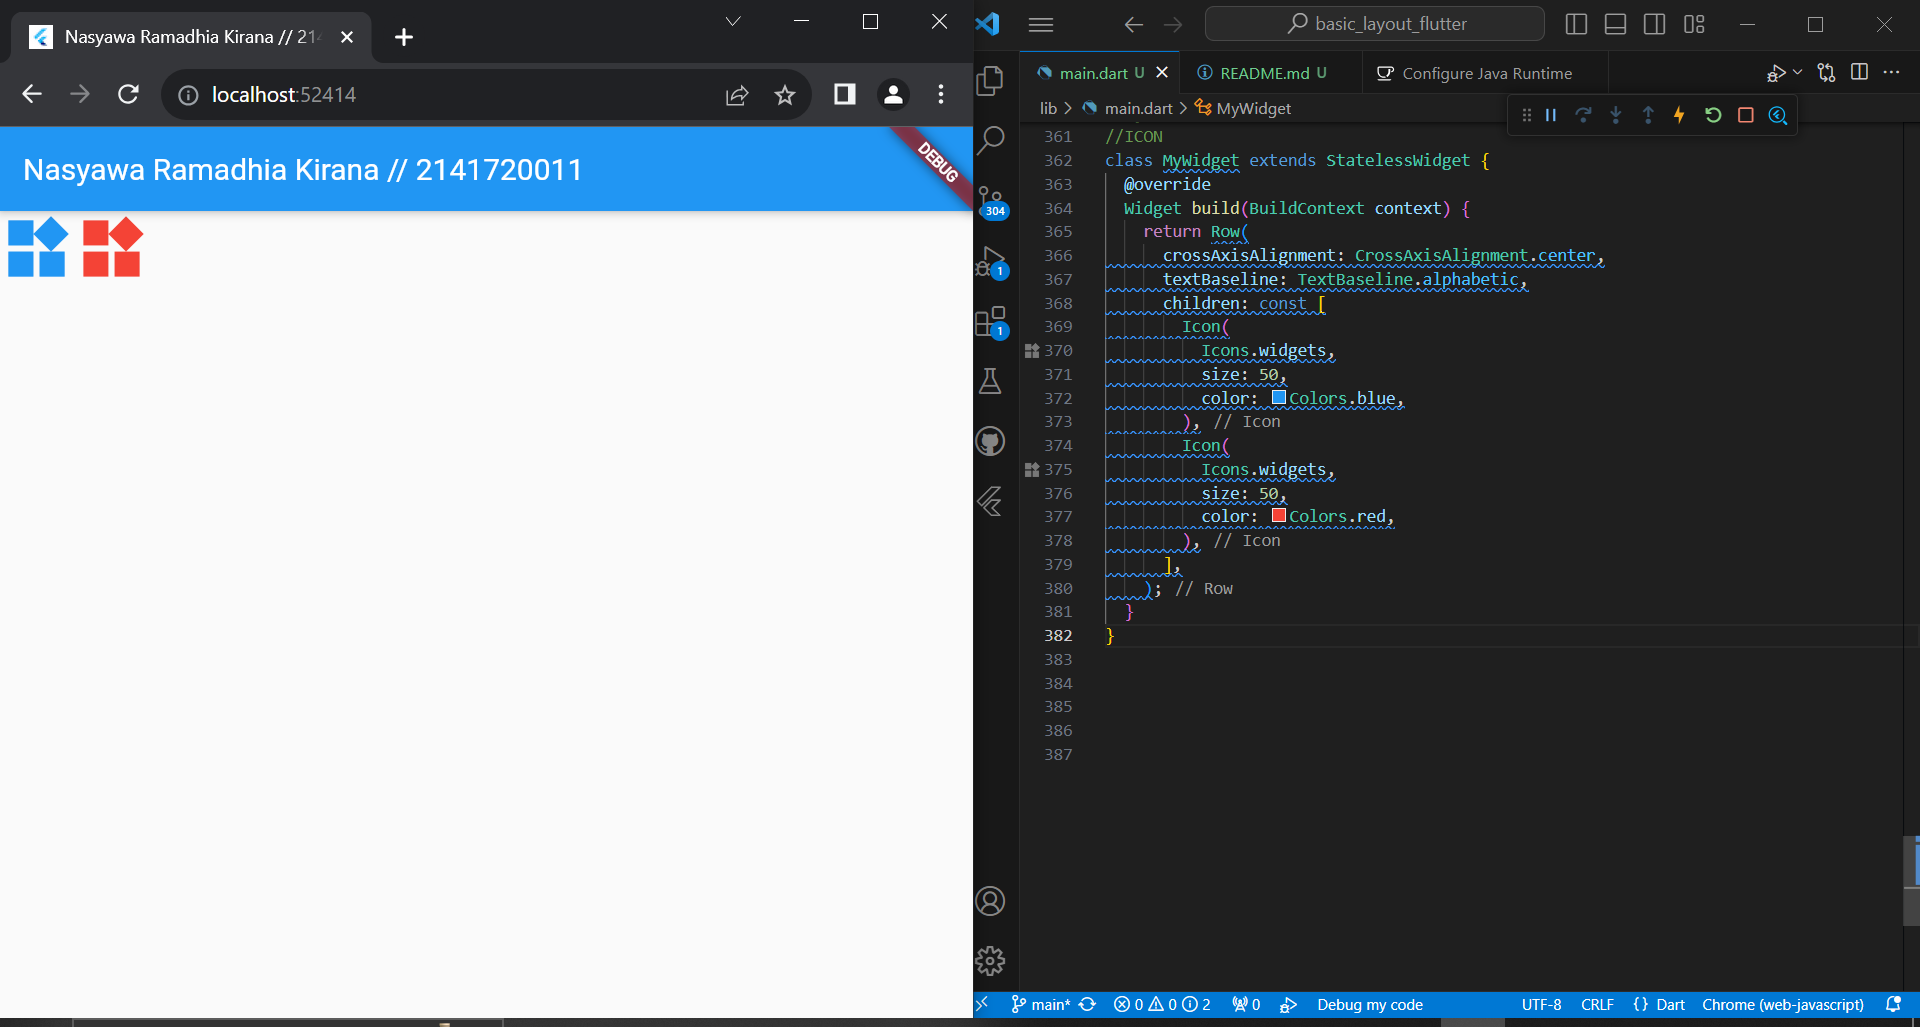 Nasyawa Ramadhia Kirana // 21
localhost:52414
Nasyawa Ramadhia Kirana // 2141720011
DEBUG
basic_layout_flutter
main.dart U
README.md U
Configure Java Runtime
lib > main.dart > MyWidget
304
1
1
361 //ICON
362 class MyWidget extends StatelessWidget {
363 @override
364 Widget build(BuildContext context) {
365 return Row(
366 crossAxisAlignment: CrossAxisAlignment.center,
367 textBaseline: TextBaseline.alphabetic,
368 children: const [
369 Icon(
370 Icons.widgets,
371 size: 50,
372 color: Colors.blue,
373 ), // Icon
374 Icon(
375 Icons.widgets,
376 size: 50,
377 color: Colors.red,
378 ), // Icon
379 ],
380 ); // Row
381 }
382 }
383
384
385
386
387
main* 0 0 2 0 Debug my code UTF-8 CRLF {} Dart Chrome (web-javascript)